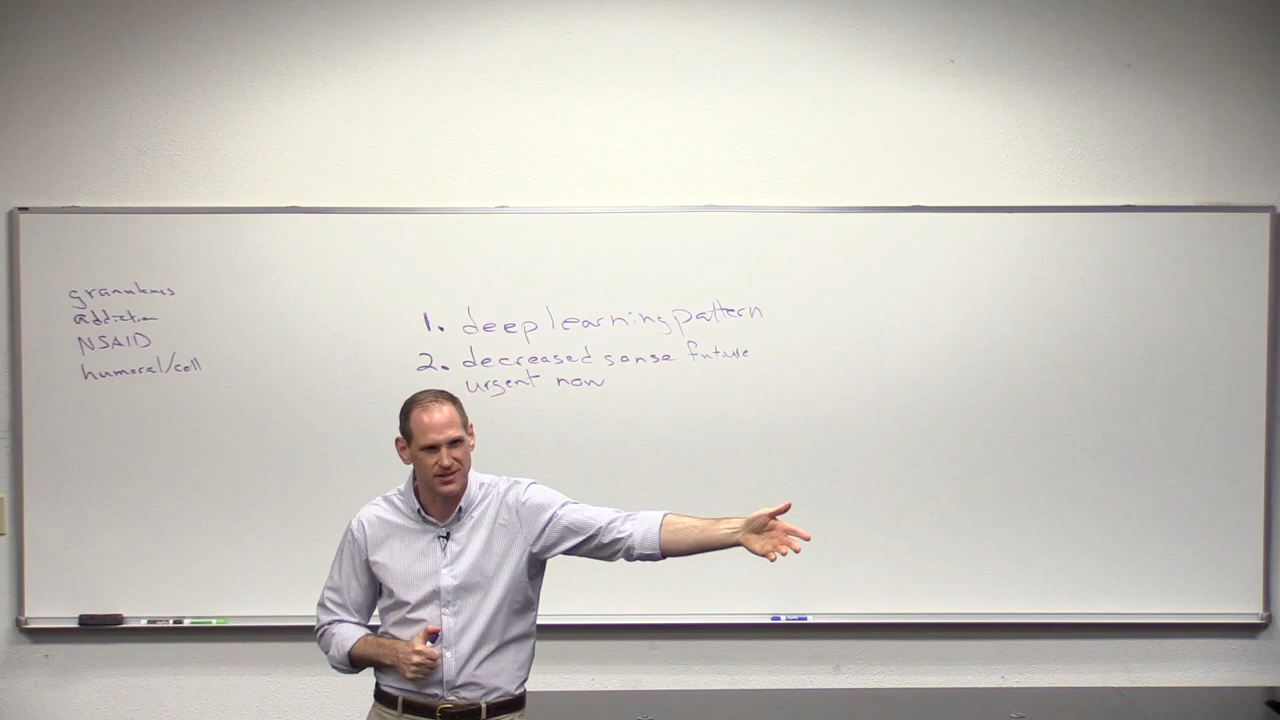 granulomas
addiction
NSAID
humoral/cell
1. deep learning pattern
2. decreased sense future
urgent now